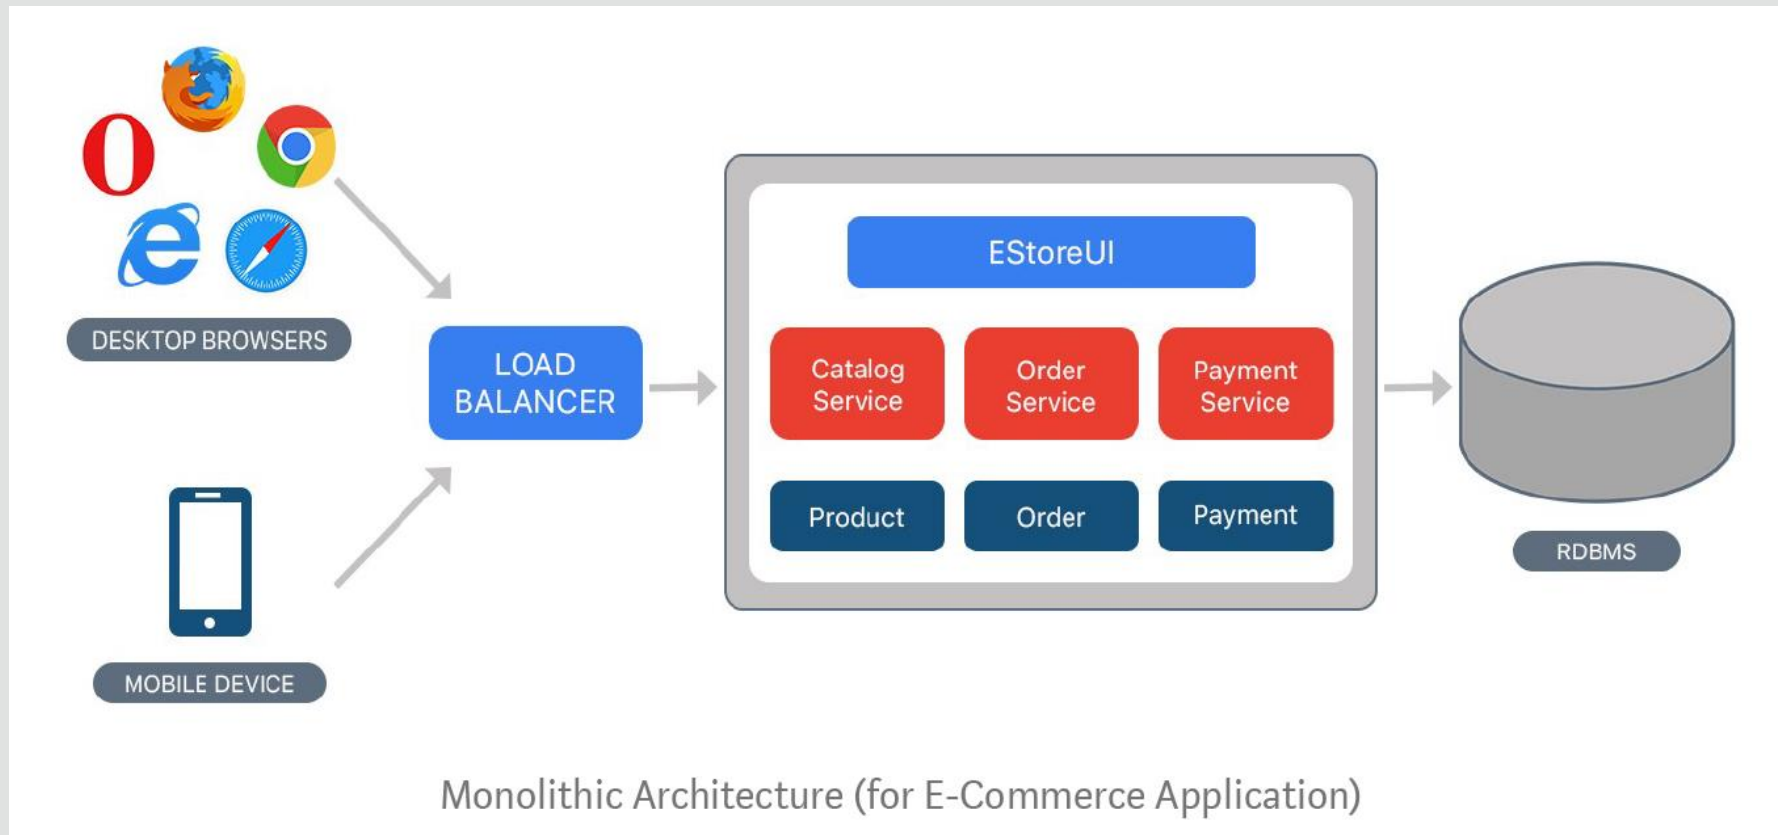 DESKTOP BROWSERS
LOAD
BALANCER
MOBILE DEVICE
EStoreUI
Catalog
Service
Order
Service
Payment
Service
Product
Order
Payment
RDBMS
Monolithic Architecture (for E-Commerce Application)